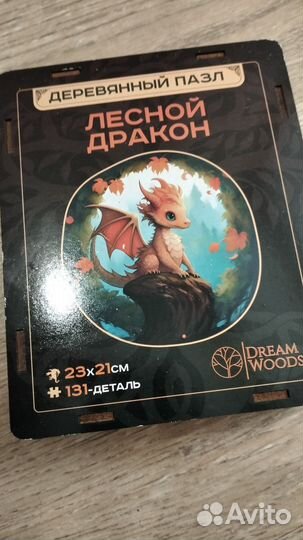 ДЕРЕВЯННЫЙ ПАЗЛ
ЛЕСНОЙ
ДРАКОН
23x21см
131-деталь
DREAM
WOODS
Avito